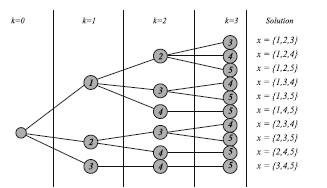 k=0 k=1 k=2 k=3 Solution
3 x = {1,2,3}
2 4 x = {1,2,4}
5 x = {1,2,5}
1 4 x = {1,3,4}
3 5 x = {1,3,5}
4 5 x = {1,4,5}
3 4 x = {2,3,4}
2 5 x = {2,3,5}
4 5 x = {2,4,5}
3 4 5 x = {3,4,5}